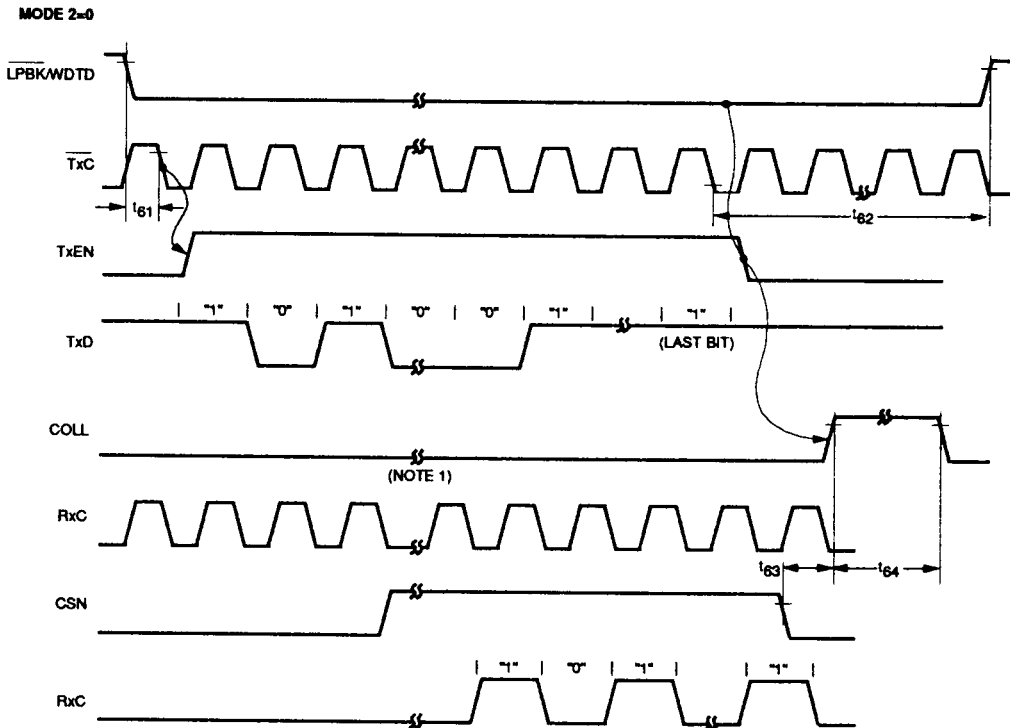 MODE 2=0
LPBK/WDTD
TxC
t61
t62
TxEN
"1" "0" "1" "0" "0" "1" "1"
TxD
(LAST BIT)
COLL
(NOTE 1)
RxC
t63 t64
CSN
"1" "0" "1" "1"
RxC